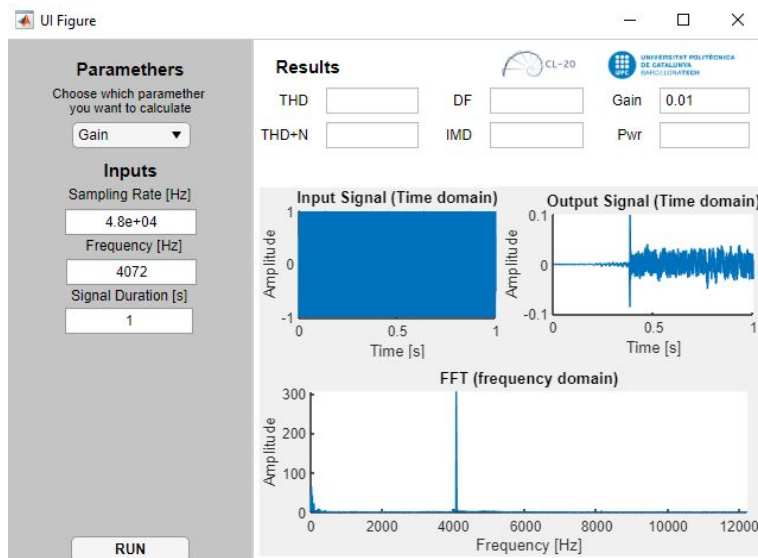 UI Figure
Paramethers
Choose which paramether
you want to calculate
Gain
Inputs
Sampling Rate [Hz]
4.8e+04
Frequency [Hz]
4072
Signal Duration [s]
1
RUN
Results
CL-20
UPC
UNIVERSITAT POLITÈCNICA
DE CATALUNYA
BARCELONATECH
THD
DF
Gain
0.01
THD+N
IMD
Pwr
Input Signal (Time domain)
Amplitude
1
0
-1
0
0.5
1
Time [s]
Output Signal (Time domain)
Amplitude
0.1
0
-0.1
0
0.5
1
Time [s]
FFT (frequency domain)
Amplitude
300
200
100
0
0
2000
4000
6000
8000
10000
12000
Frequency [Hz]